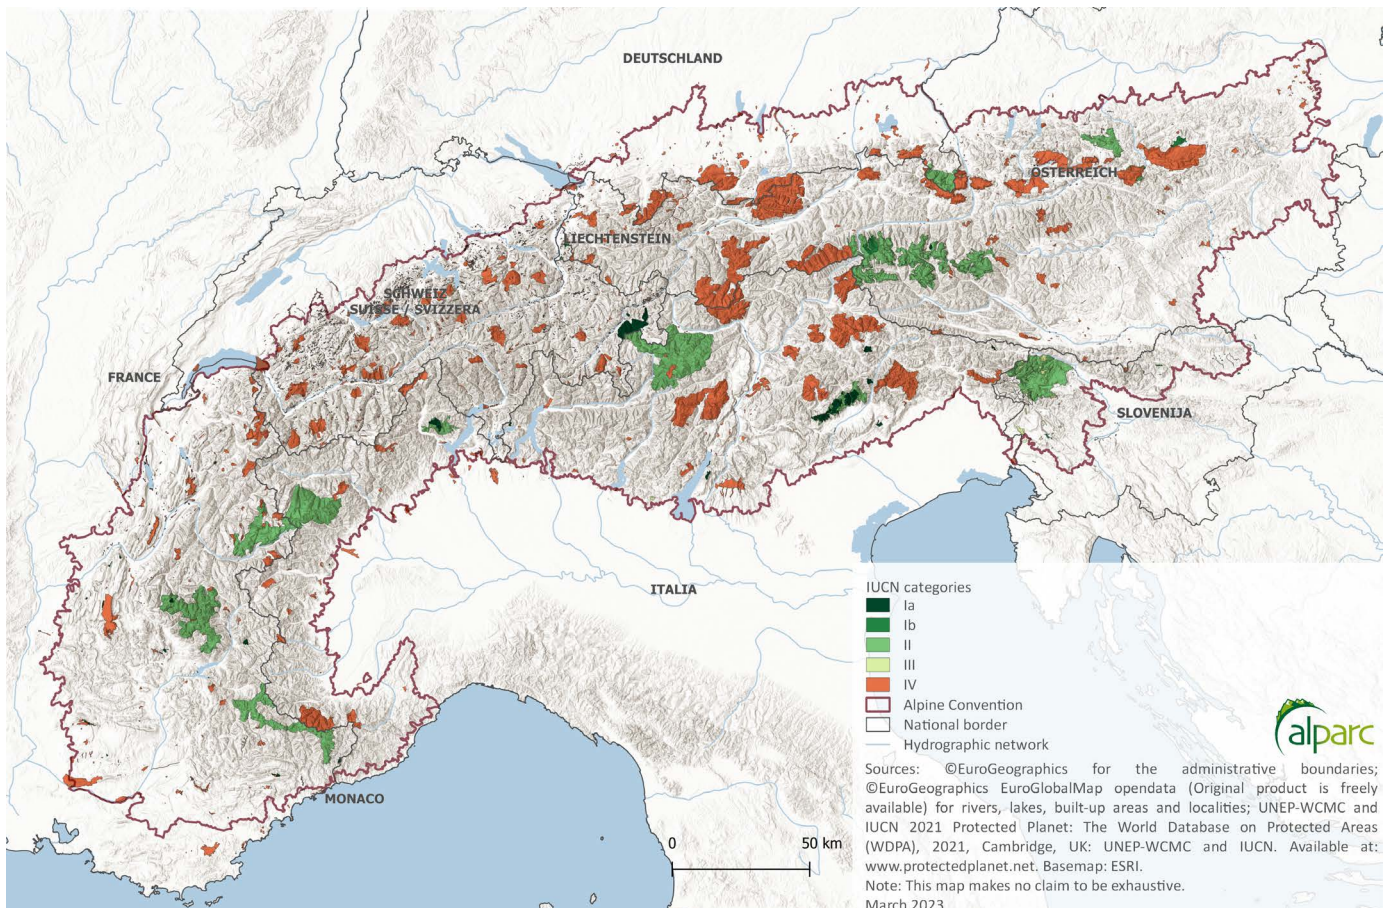 DEUTSCHLAND
ÖSTERREICH
LIECHTENSTEIN
SCHWEIZ
SUISSE / SVIZZERA
FRANCE
SLOVENIJA
ITALIA
MONACO
IUCN categories
Ia
Ib
II
III
IV
Alpine Convention
National border
Hydrographic network
alparc
0 50 km
Sources: ©EuroGeographics for the administrative boundaries;
©EuroGeographics EuroGlobalMap opendata (Original product is freely
available) for rivers, lakes, built-up areas and localities; UNEP-WCMC and
IUCN 2021 Protected Planet: The World Database on Protected Areas
(WDPA), 2021, Cambridge, UK: UNEP-WCMC and IUCN. Available at:
www.protectedplanet.net. Basemap: ESRI.
Note: This map makes no claim to be exhaustive.
March 2023